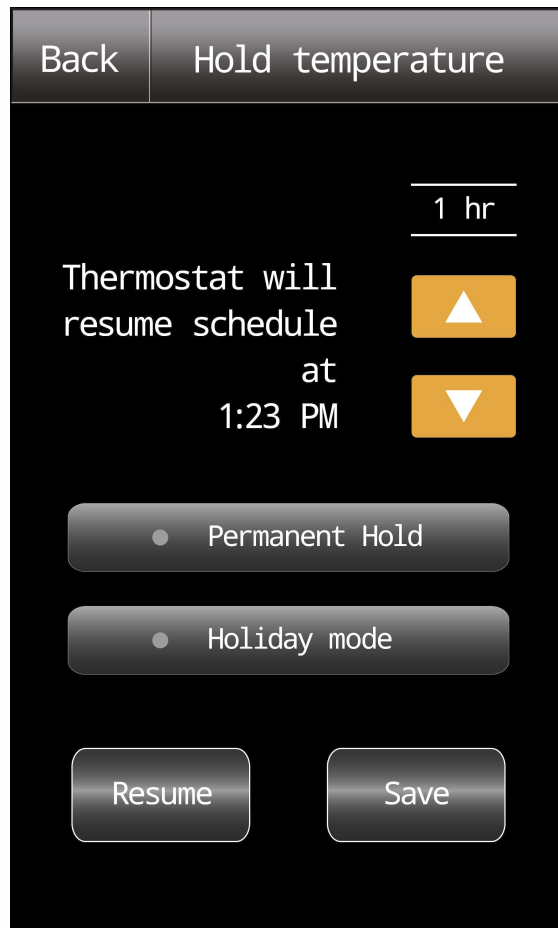 Back
Hold temperature
1 hr
Thermostat will
resume schedule
at
1:23 PM
Permanent Hold
Holiday mode
Resume
Save